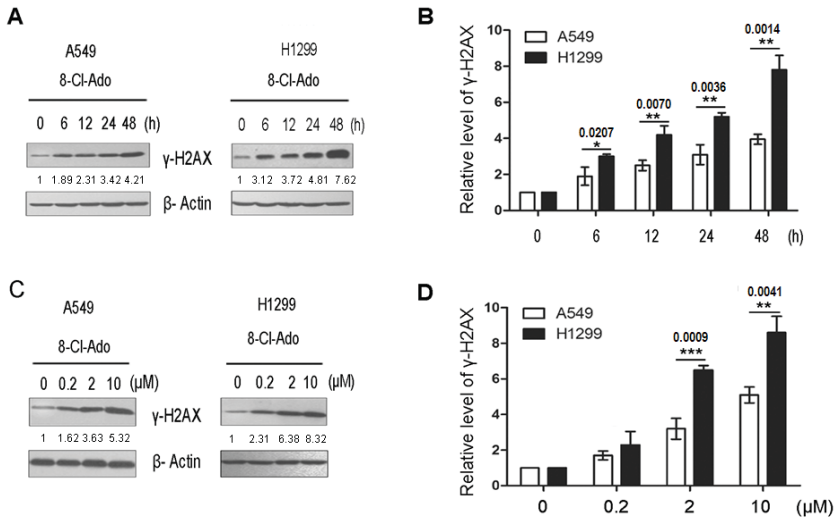 A
A549
8-Cl-Ado
0 6 12 24 48 (h)
1 1.89 2.31 3.42 4.21
H1299
8-Cl-Ado
0 6 12 24 48 (h)
1 3.12 3.72 4.81 7.62
γ-H2AX
β- Actin
B
A549
H1299
Relative level of γ-H2AX
10
8
6
4
2
0
0.0207
*
0.0070
**
0.0036
**
0.0014
**
0 6 12 24 48 (h)
C
A549
8-Cl-Ado
0 0.2 2 10 (μM)
1 1.62 3.63 5.32
H1299
8-Cl-Ado
0 0.2 2 10 (μM)
1 2.31 6.38 8.32
γ-H2AX
β- Actin
D
A549
H1299
Relative level of γ-H2AX
10
8
6
4
2
0
0.0009
***
0.0041
**
0 0.2 2 10 (μM)